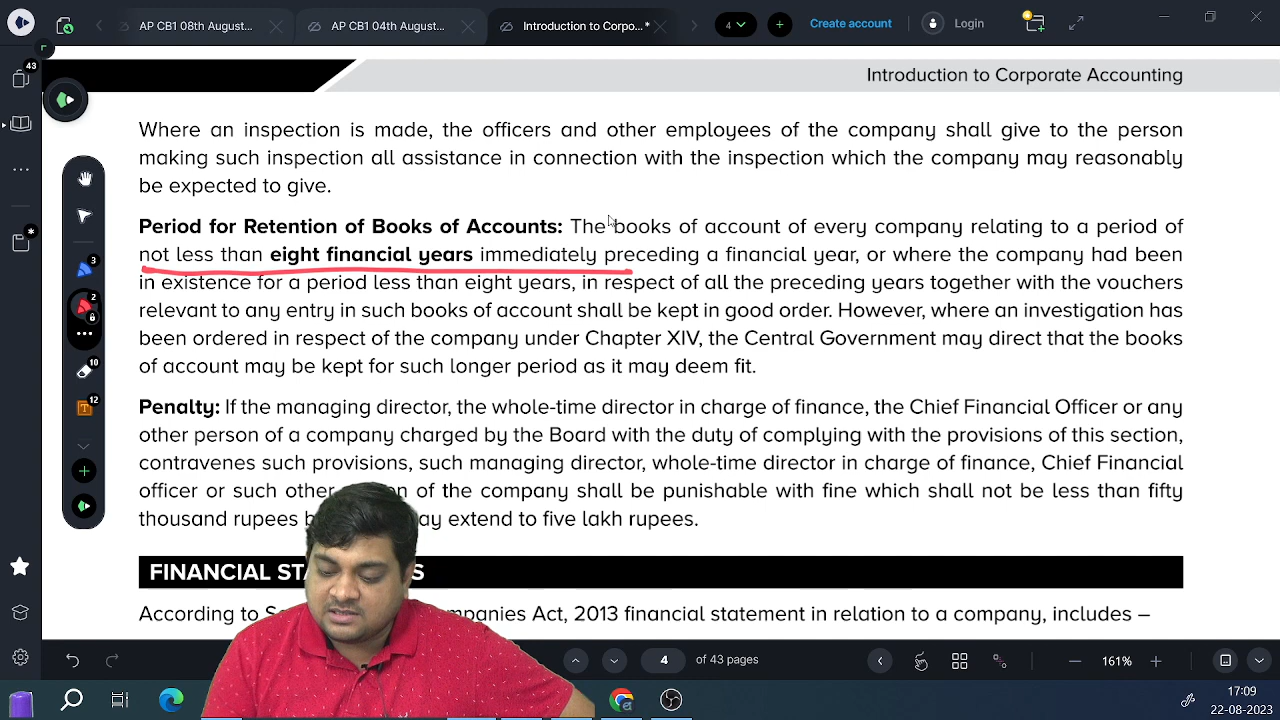 AP CB1 08th August...
AP CB1 04th August...
Introduction to Corpo...*
4
Create account
Login
43
Introduction to Corporate Accounting
Where an inspection is made, the officers and other employees of the company shall give to the person
making such inspection all assistance in connection with the inspection which the company may reasonably
be expected to give.
Period for Retention of Books of Accounts: The books of account of every company relating to a period of
not less than eight financial years immediately preceding a financial year, or where the company had been
in existence for a period less than eight years, in respect of all the preceding years together with the vouchers
relevant to any entry in such books of account shall be kept in good order. However, where an investigation has
been ordered in respect of the company under Chapter XIV, the Central Government may direct that the books
of account may be kept for such longer period as it may deem fit.
Penalty: If the managing director, the whole-time director in charge of finance, the Chief Financial Officer or any
other person of a company charged by the Board with the duty of complying with the provisions of this section,
contravenes such provisions, such managing director, whole-time director in charge of finance, Chief Financial
officer or such other of the company shall be punishable with fine which shall not be less than fifty
thousand rupees extend to five lakh rupees.
FINANCIAL
According to Act, 2013 financial statement in relation to a company, includes –
3
2
10
12
T
4
of 43 pages
161%
17:09
22-08-2023